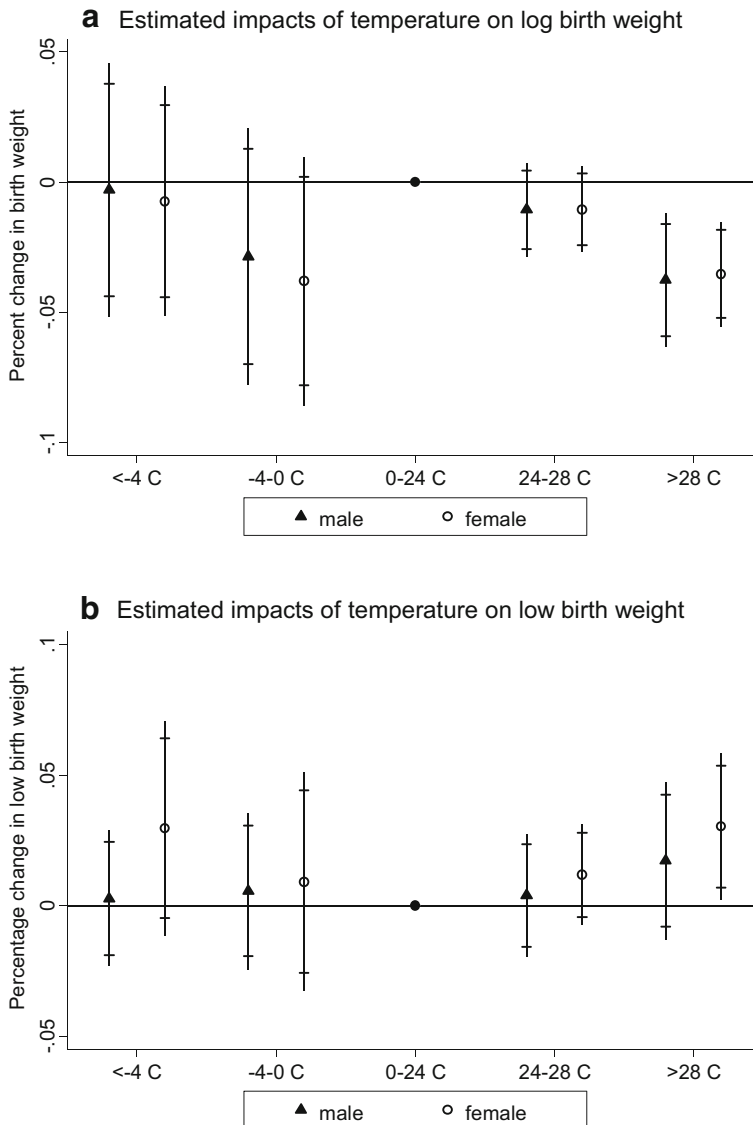 a Estimated impacts of temperature on log birth weight
Percent change in birth weight
.05
0
-.05
-.1
<-4 C -4-0 C 0-24 C 24-28 C >28 C
male female
b Estimated impacts of temperature on low birth weight
Percentage change in low birth weight
.1
.05
0
-.05
<-4 C -4-0 C 0-24 C 24-28 C >28 C
male female